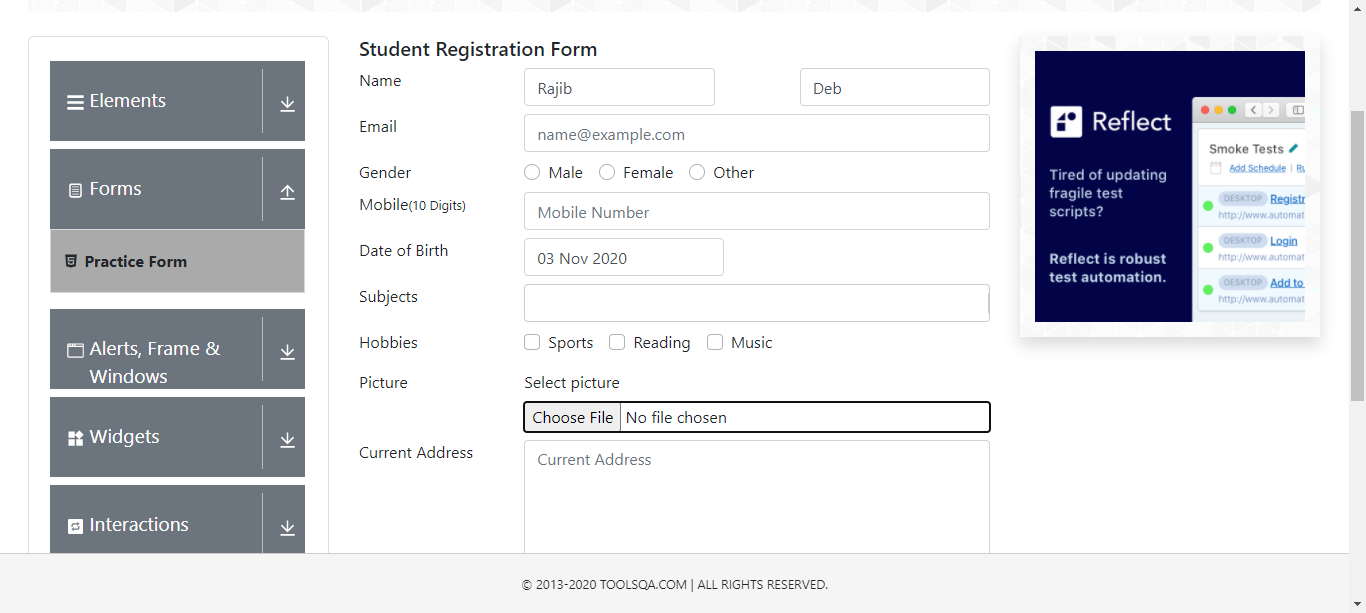 Elements
Forms
Practice Form
Alerts, Frame &
Windows
Widgets
Interactions
Student Registration Form
Name
Rajib
Deb
Email
name@example.com
Gender
Male
Female
Other
Mobile(10 Digits)
Mobile Number
Date of Birth
03 Nov 2020
Subjects
Hobbies
Sports
Reading
Music
Picture
Select picture
Choose File
No file chosen
Current Address
Current Address
Reflect
Tired of updating
fragile test
scripts?
Reflect is robust
test automation.
Smoke Tests
Add Schedule | Ru
DESKTOP Registr
http://www.automat
DESKTOP Login
http://www.automat
DESKTOP Add to
http://www.automat
© 2013-2020 TOOLSQA.COM | ALL RIGHTS RESERVED.